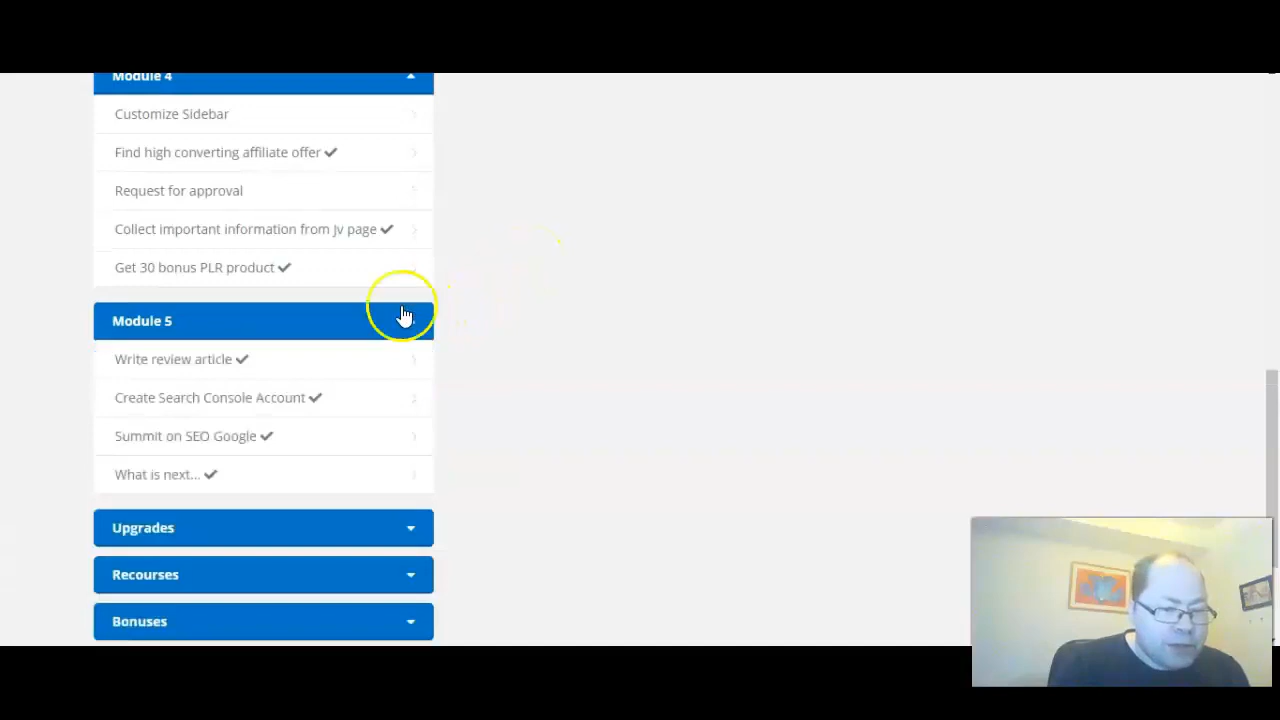 Module 4
Customize Sidebar
Find high converting affiliate offer
Request for approval
Collect important information from Jv page
Get 30 bonus PLR product
Module 5
Write review article
Create Search Console Account
Summit on SEO Google
What is next...
Upgrades
Recourses
Bonuses